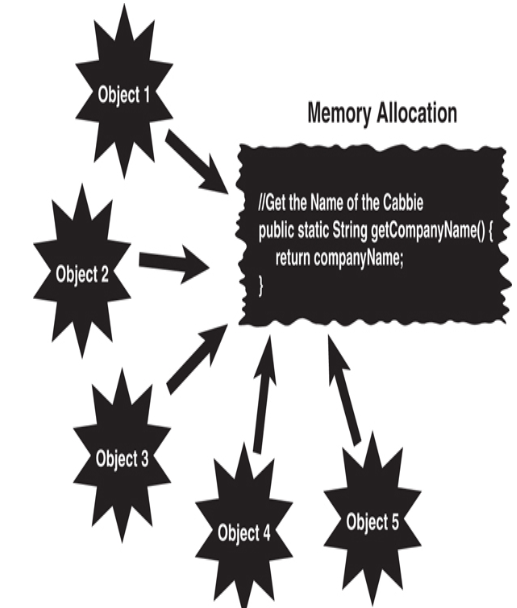 Object 1
Memory Allocation
//Get the Name of the Cabbie
public static String getCompanyName() {
return companyName;
}
Object 2
Object 3
Object 4
Object 5